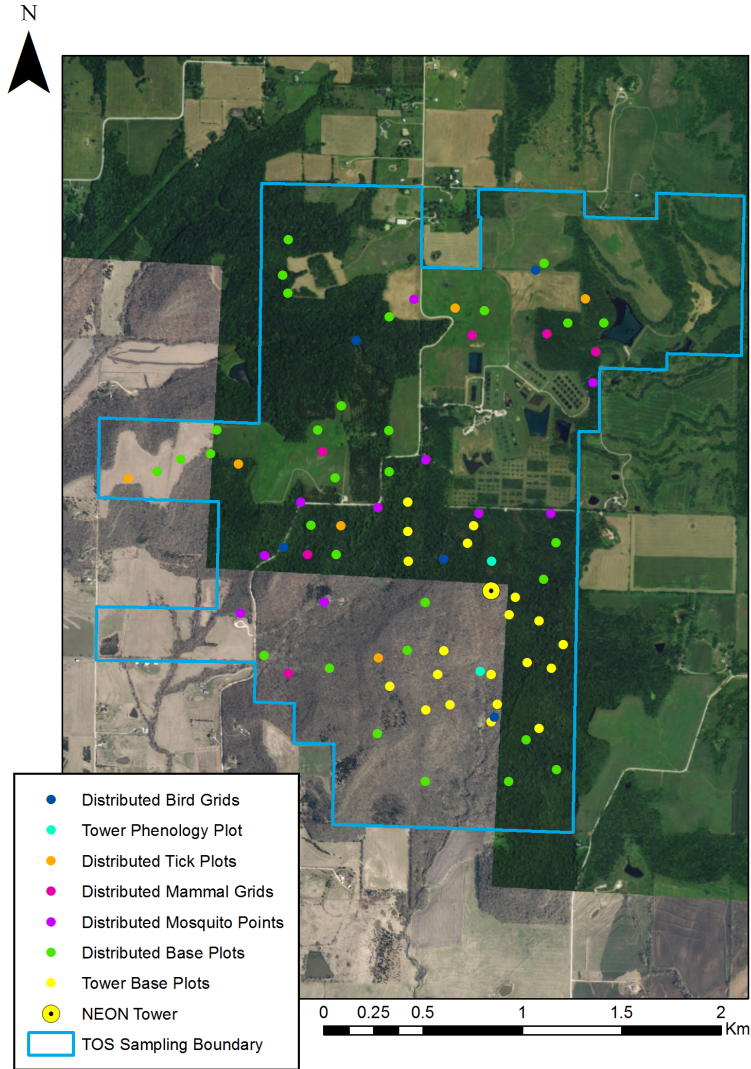 N
Distributed Bird Grids
Tower Phenology Plot
Distributed Tick Plots
Distributed Mammal Grids
Distributed Mosquito Points
Distributed Base Plots
Tower Base Plots
NEON Tower
TOS Sampling Boundary
0 0.25 0.5 1 1.5 2
Km